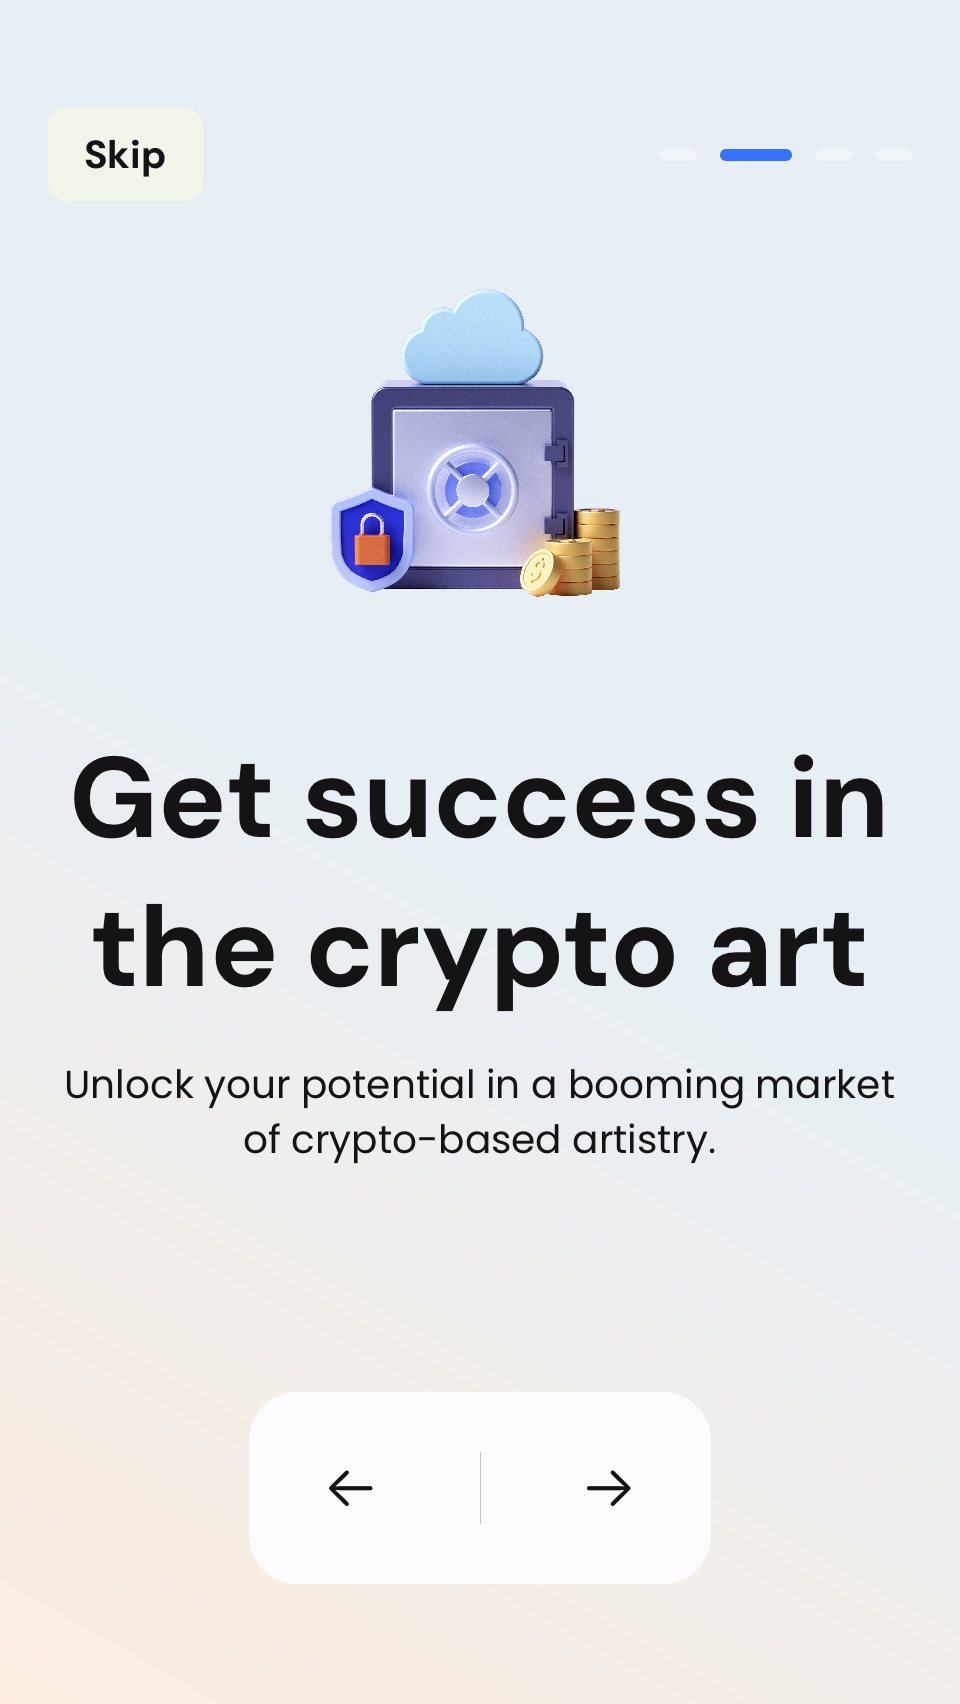 Skip
Get success in
the crypto art
Unlock your potential in a booming market
of crypto-based artistry.